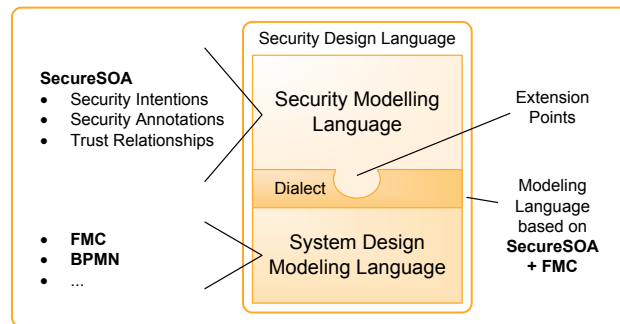 Security Design Language
SecureSOA
• Security Intentions
• Security Annotations
• Trust Relationships
Security Modelling
Language
Extension
Points
Dialect
Modeling
Language
based on
SecureSOA
+ FMC
• FMC
• BPMN
• ...
System Design
Modeling Language